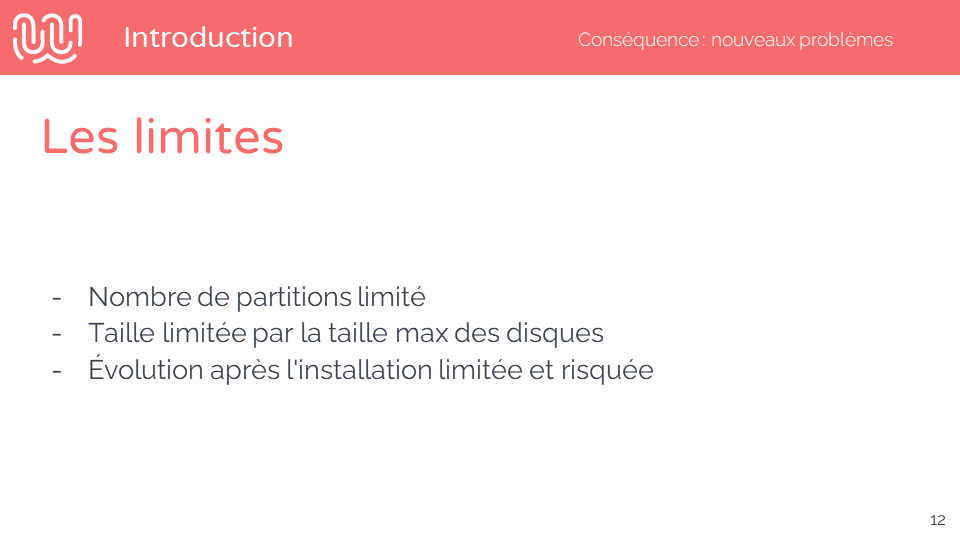 Introduction
Conséquence : nouveaux problèmes
Les limites
- Nombre de partitions limité
- Taille limitée par la taille max des disques
- Évolution après l'installation limitée et risquée
12